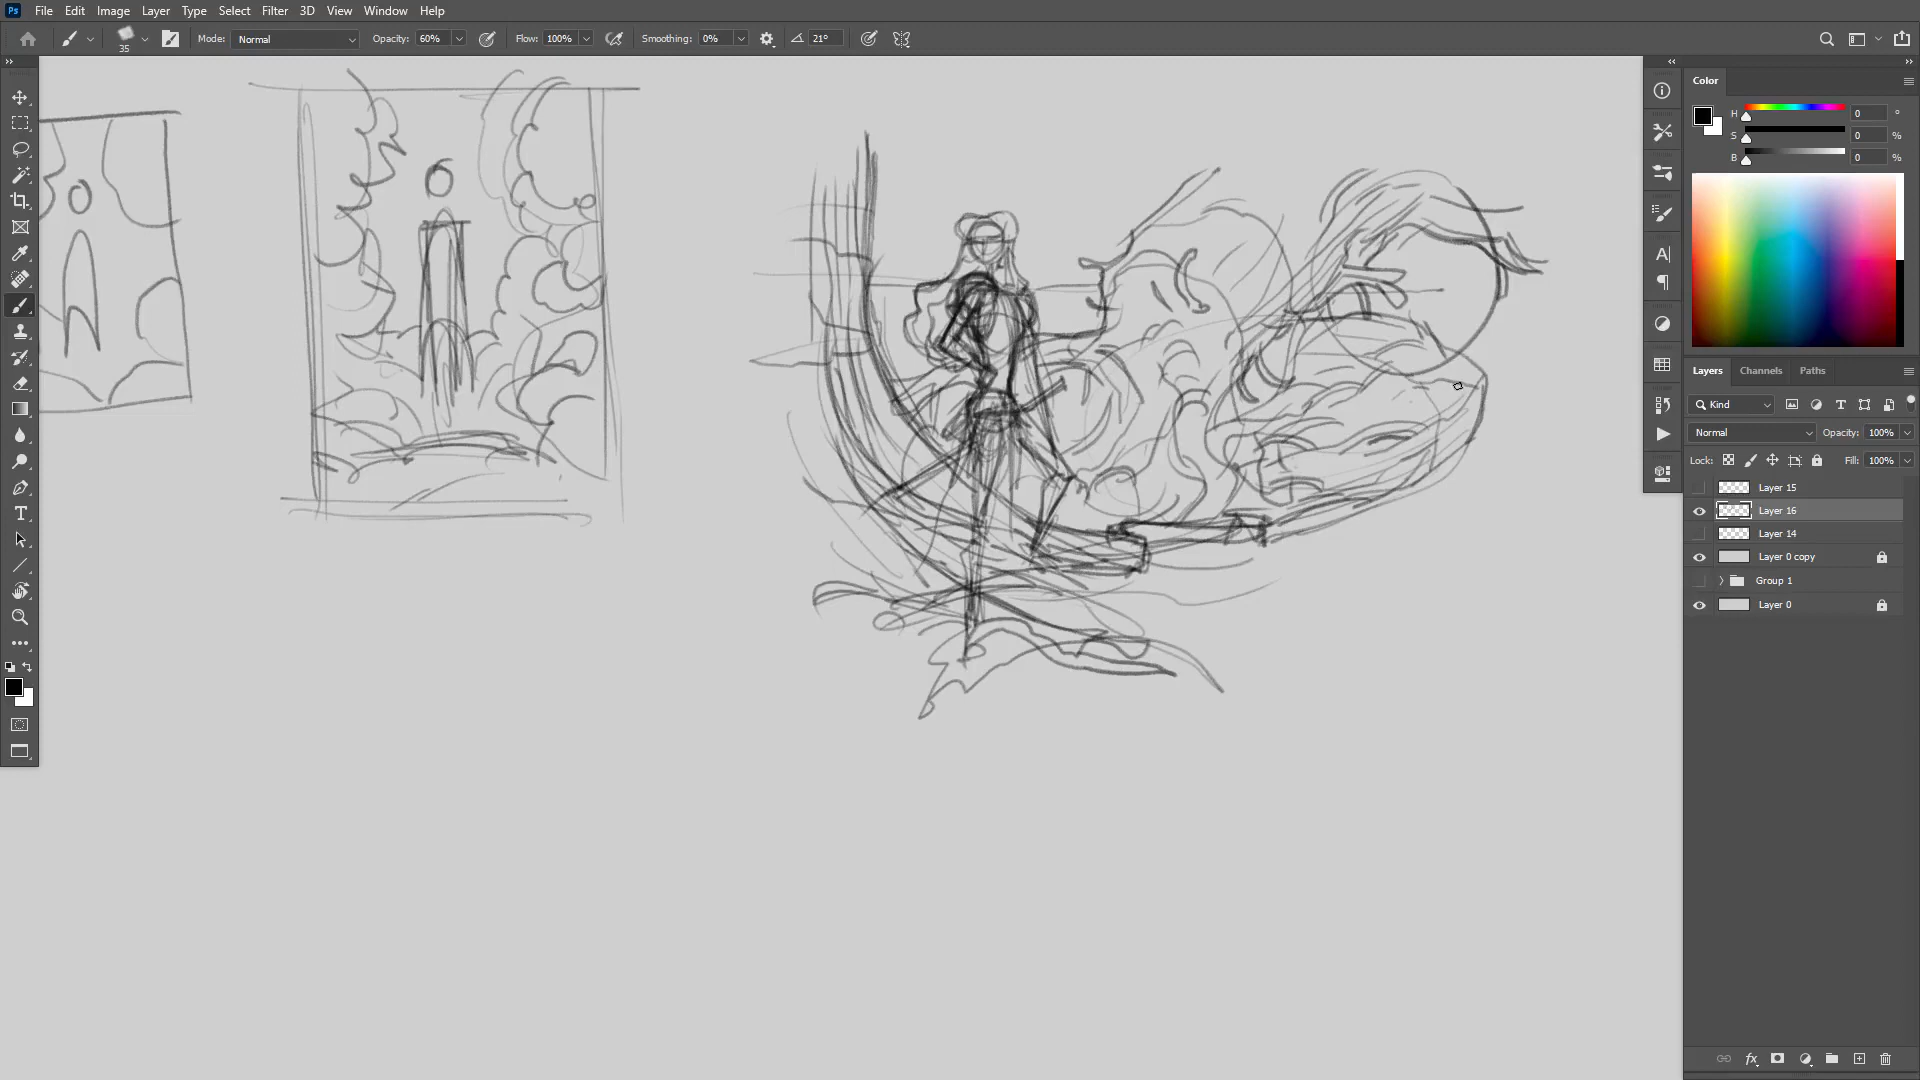 Ps File Edit Image Layer Type Select Filter 3D View Window Help
35 Mode: Normal Opacity: 60% Flow: 100% Smoothing: 0% 21°
Color
H 0 °
S 0 %
B 0 %
Layers Channels Paths
Kind
Normal Opacity: 100%
Lock: Fill: 100%
Layer 15
Layer 16
Layer 14
Layer 0 copy
Group 1
Layer 0